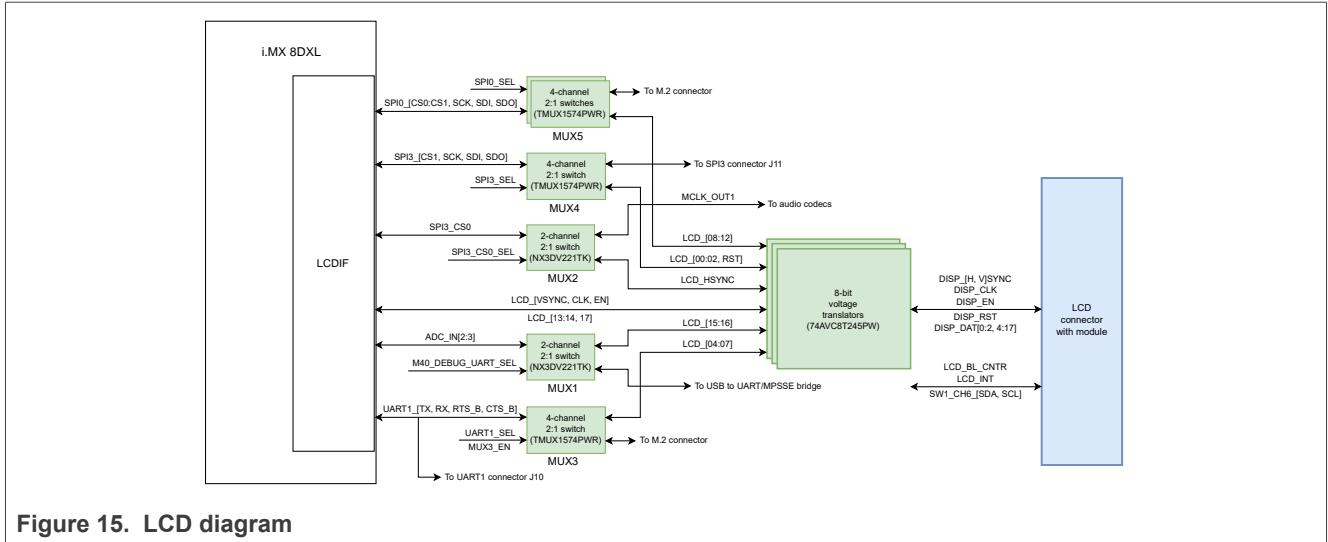 i.MX 8DXL
LCDIF
SPI0_SEL
SPI0_[CS0:CS1, SCK, SDI, SDO]
4-channel
2:1 switches
(TMUX1574PWR)
MUX5
To M.2 connector
SPI3_[CS1, SCK, SDI, SDO]
SPI3_SEL
4-channel
2:1 switch
(TMUX1574PWR)
MUX4
To SPI3 connector J11
MCLK_OUT1
To audio codecs
SPI3_CS0
SPI3_CS0_SEL
2-channel
2:1 switch
(NX3DV221TK)
MUX2
LCD_[08:12]
LCD_[00:02, RST]
LCD_HSYNC
LCD_[VSYNC, CLK, EN]
LCD_[13:14, 17]
ADC_IN[2:3]
M40_DEBUG_UART_SEL
2-channel
2:1 switch
(NX3DV221TK)
MUX1
LCD_[15:16]
LCD_[04:07]
To USB to UART/MPSSE bridge
UART1_[TX, RX, RTS_B, CTS_B]
UART1_SEL
MUX3_EN
4-channel
2:1 switch
(TMUX1574PWR)
MUX3
To M.2 connector
To UART1 connector J10
8-bit
voltage
translators
(74AVC8T245PW)
DISP_[H, V]SYNC
DISP_CLK
DISP_EN
DISP_RST
DISP_DAT[0:2, 4:17]
LCD_BL_CNTR
LCD_INT
SW1_CH6_[SDA, SCL]
LCD
connector
with module
Figure 15. LCD diagram